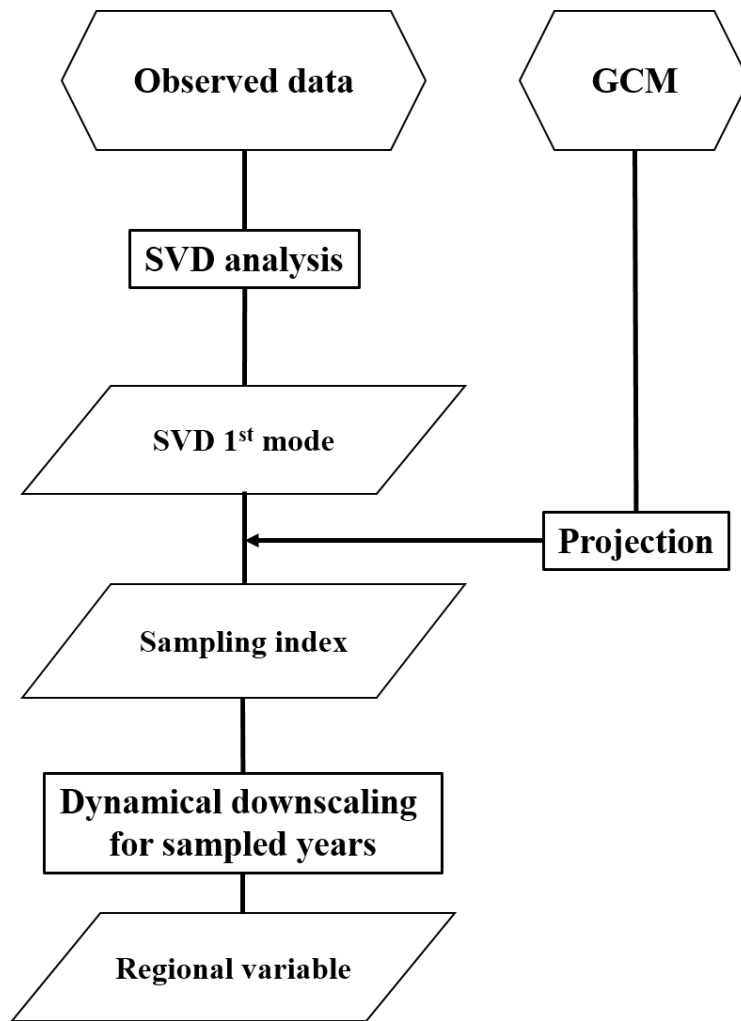 Observed data
GCM
SVD analysis
SVD 1st mode
Projection
Sampling index
Dynamical downscaling
for sampled years
Regional variable